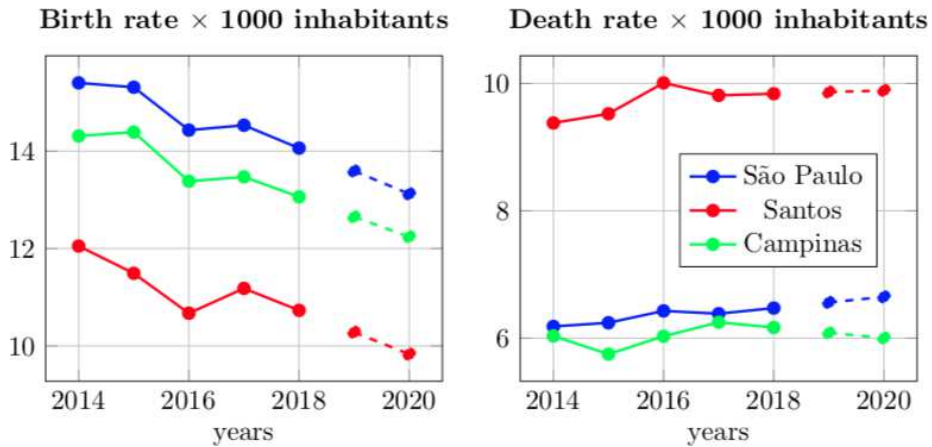 Birth rate × 1000 inhabitants
14
12
10
2014 2016 2018 2020
years
Death rate × 1000 inhabitants
10
8
6
São Paulo
Santos
Campinas
2014 2016 2018 2020
years